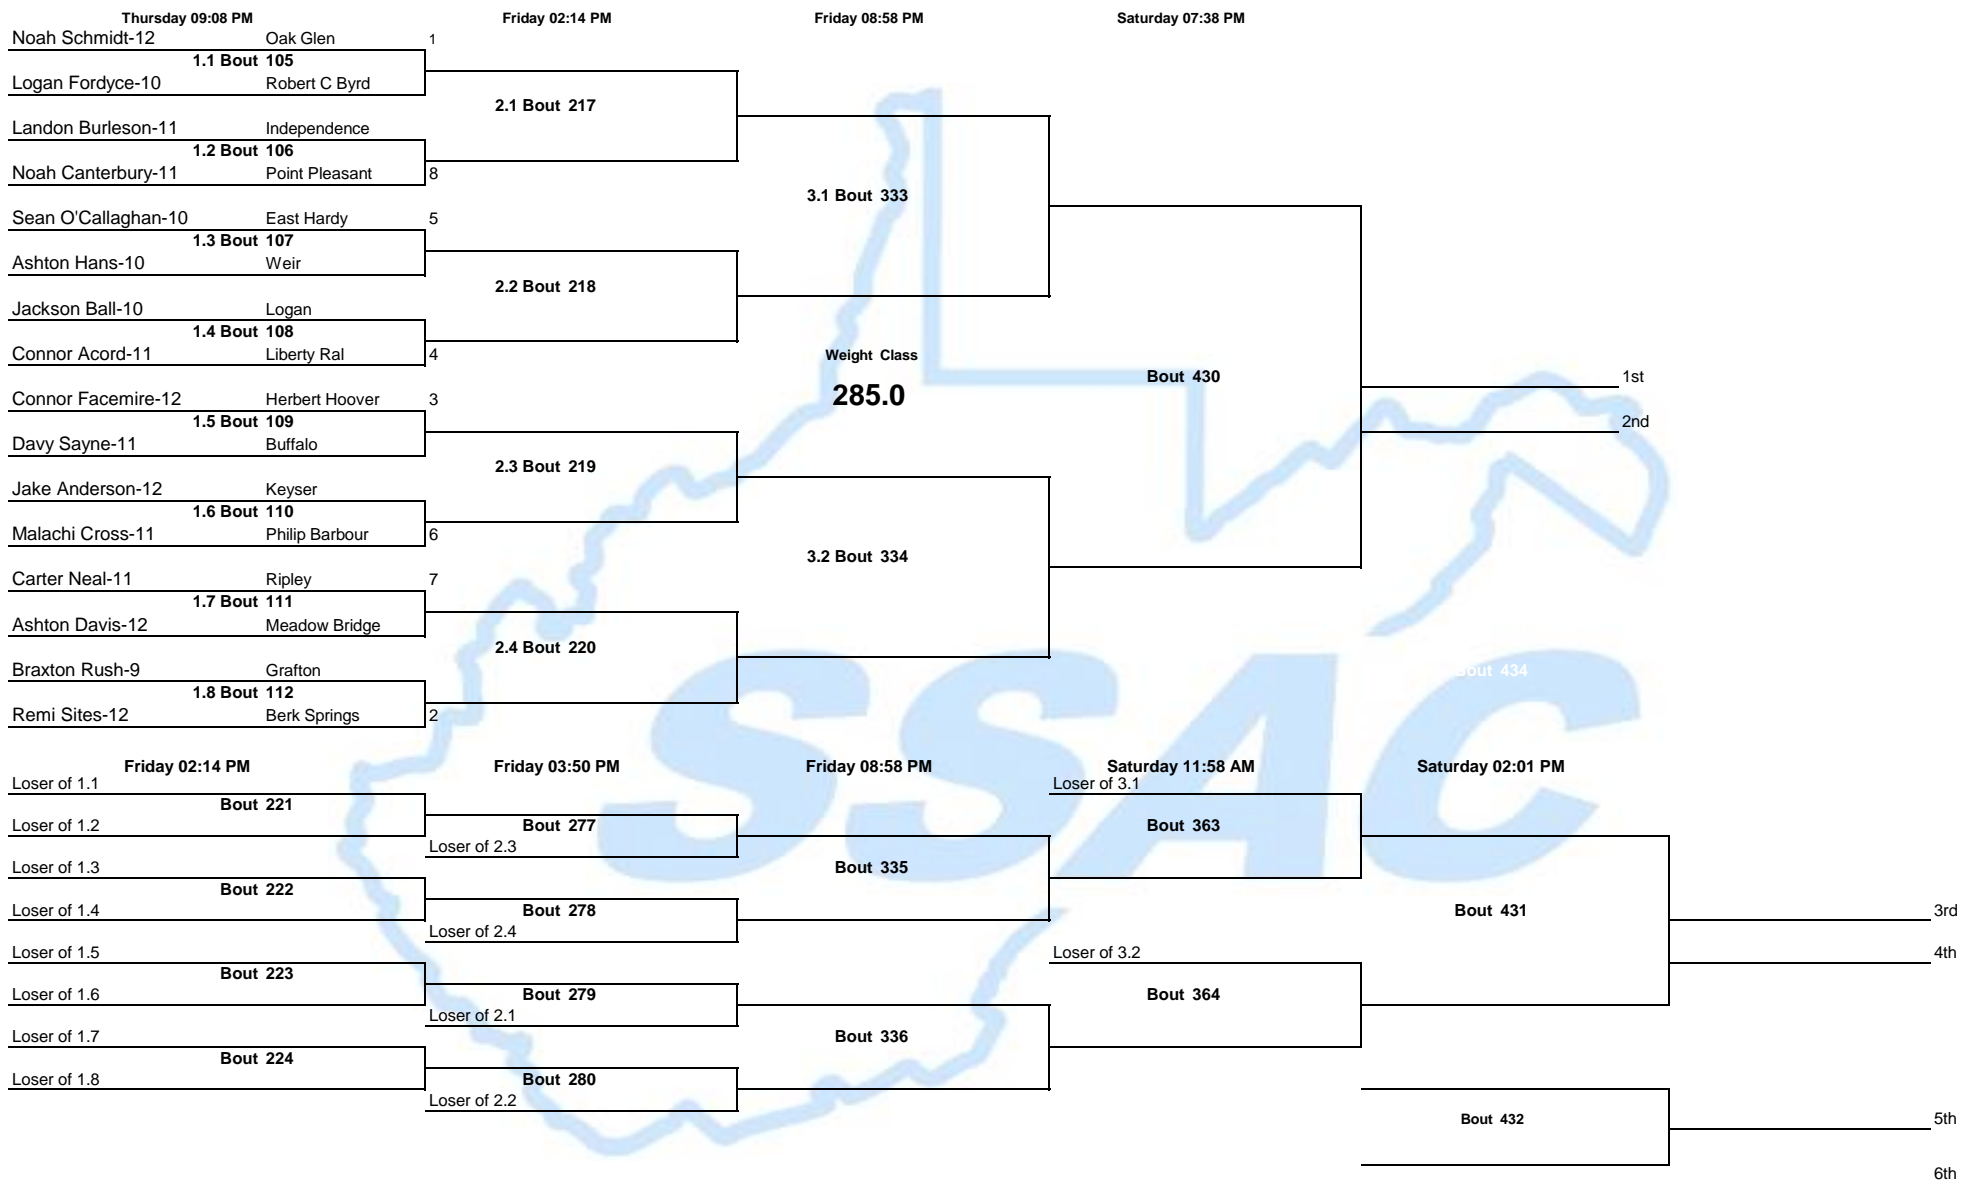 Thursday 09:08 PM Friday 02:14 PM Friday 08:58 PM Saturday 07:38 PM
Noah Schmidt-12 Oak Glen 1
1.1 Bout 105
Logan Fordyce-10 Robert C Byrd
2.1 Bout 217
Landon Burleson-11 Independence
1.2 Bout 106
Noah Canterbury-11 Point Pleasant 8
3.1 Bout 333
Sean O'Callaghan-10 East Hardy 5
1.3 Bout 107
Ashton Hans-10 Weir
2.2 Bout 218
Jackson Ball-10 Logan
1.4 Bout 108
Connor Acord-11 Liberty Ral 4
Weight Class
Bout 430 1st
285.0
Connor Facemire-12 Herbert Hoover 3
1.5 Bout 109 2nd
Davy Sayne-11 Buffalo
2.3 Bout 219
Jake Anderson-12 Keyser
1.6 Bout 110
Malachi Cross-11 Philip Barbour 6
3.2 Bout 334
Carter Neal-11 Ripley 7
1.7 Bout 111
Ashton Davis-12 Meadow Bridge
2.4 Bout 220
Braxton Rush-9 Grafton
Bout 434
1.8 Bout 112
Remi Sites-12 Berk Springs 2
SSAC
Friday 02:14 PM Friday 03:50 PM Friday 08:58 PM Saturday 11:58 AM Saturday 02:01 PM
Loser of 1.1 Loser of 3.1
Bout 221
Loser of 1.2 Bout 277 Bout 363
Loser of 2.3
Loser of 1.3 Bout 335
Bout 222
Loser of 1.4 Bout 278 Bout 431 3rd
Loser of 2.4
Loser of 1.5 Loser of 3.2 4th
Bout 223
Loser of 1.6 Bout 279 Bout 364
Loser of 2.1
Loser of 1.7 Bout 336
Bout 224
Loser of 1.8 Bout 280
Loser of 2.2
Bout 432 5th
6th